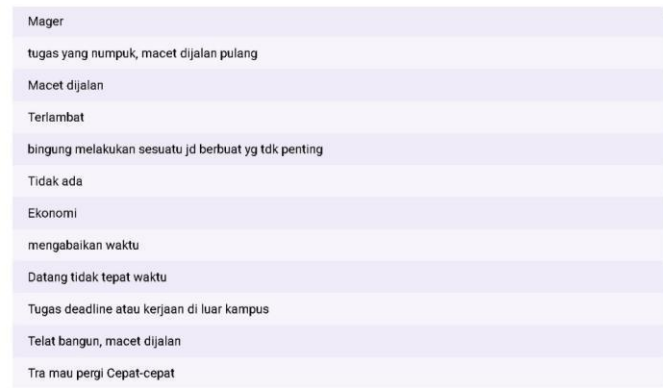 Mager
tugas yang numpuk, macet dijalan pulang
Macet dijalan
Terlambat
bingung melakukan sesuatu jd berbuat yg tdk penting
Tidak ada
Ekonomi
mengabaikan waktu
Datang tidak tepat waktu
Tugas deadline atau kerjaan di luar kampus
Telat bangun, macet dijalan
Tra mau pergi Cepat-cepat